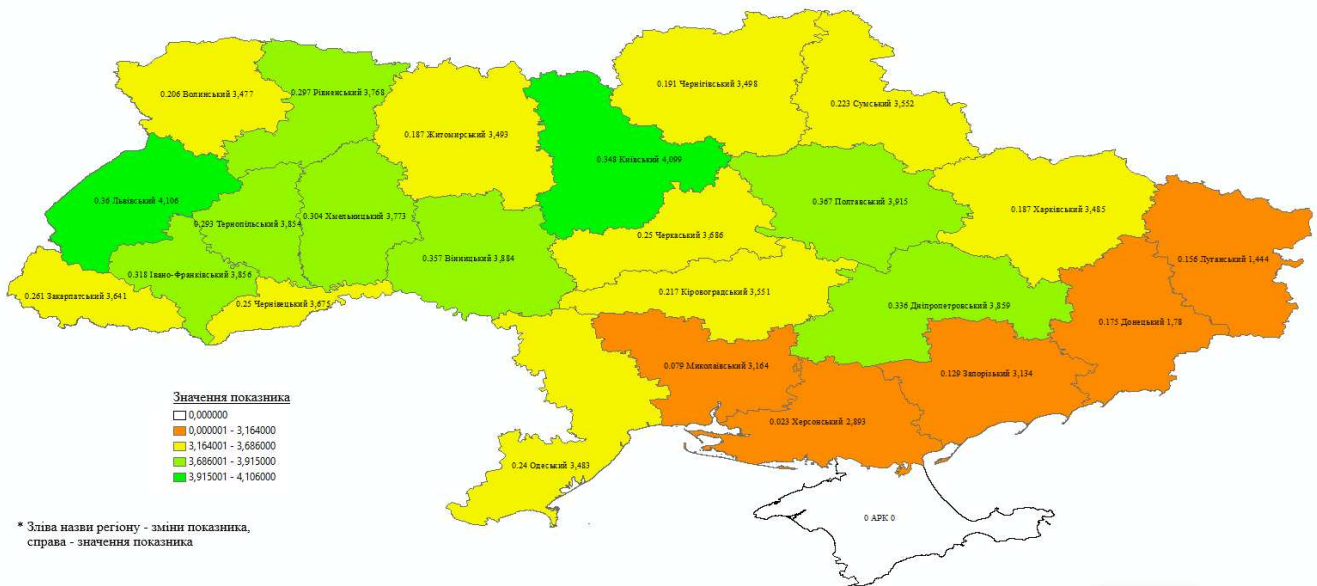 0.206 Волинський 3,477
0.297 Рівненський 3,768
0.187 Житомирський 3,493
0.348 Київський 4,099
0.191 Чернігівський 3,498
0.223 Сумський 3,552
0.36 Львівський 4,106
0.293 Тернопільський 3,854
0.304 Хмельницький 3,773
0.25 Черкаський 3,686
0.367 Полтавський 3,915
0.187 Харківський 3,485
0.156 Луганський 1,444
0.318 Івано-Франківський 3,856
0.357 Вінницький 3,884
0.261 Закарпатський 3,641
0.25 Чернівецький 3,675
0.217 Кіровоградський 3,551
0.336 Дніпропетровський 3,859
0.175 Донецький 1,78
0.079 Миколаївський 3,164
0.129 Запорізький 3,134
0.023 Херсонський 2,893
0.24 Одеський 3,483
0 АРК 0
Значення показника
0,000000
0,000001 - 3,164000
3,164001 - 3,686000
3,686001 - 3,915000
3,915001 - 4,106000
* Зліва назви регіону - зміни показника,
справа - значення показника